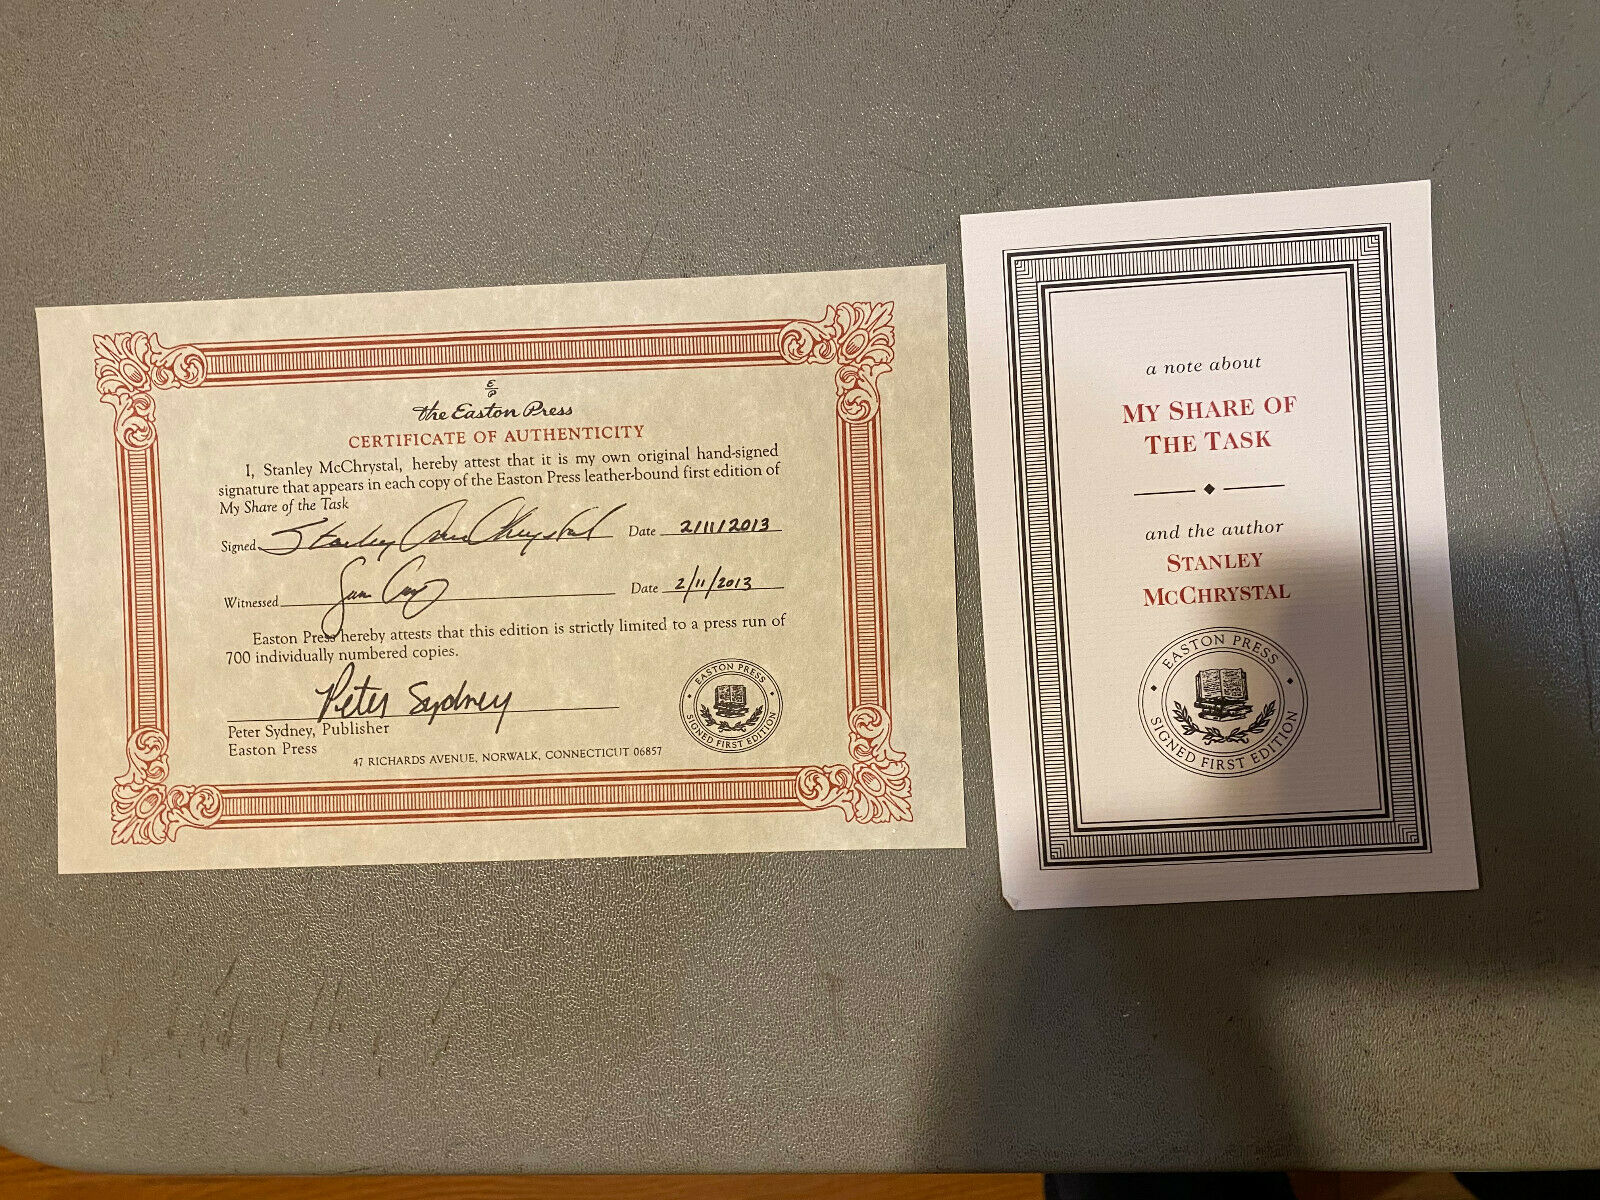 E
P
the Easton Press
CERTIFICATE OF AUTHENTICITY
I, Stanley McChrystal, hereby attest that it is my own original hand-signed
signature that appears in each copy of the Easton Press leather-bound first edition of
My Share of the Task
Signed Stanley McChrystal Date 2/11/2013
Witnessed Date 2/11/2013
Easton Press hereby attests that this edition is strictly limited to a press run of
700 individually numbered copies.
Peter Sydney
Peter Sydney, Publisher
Easton Press
47 RICHARDS AVENUE, NORWALK, CONNECTICUT 06857
EASTON PRESS
SIGNED FIRST EDITION
a note about
MY SHARE OF
THE TASK
and the author
STANLEY
MCCHRYSTAL
EASTON PRESS
SIGNED FIRST EDITION